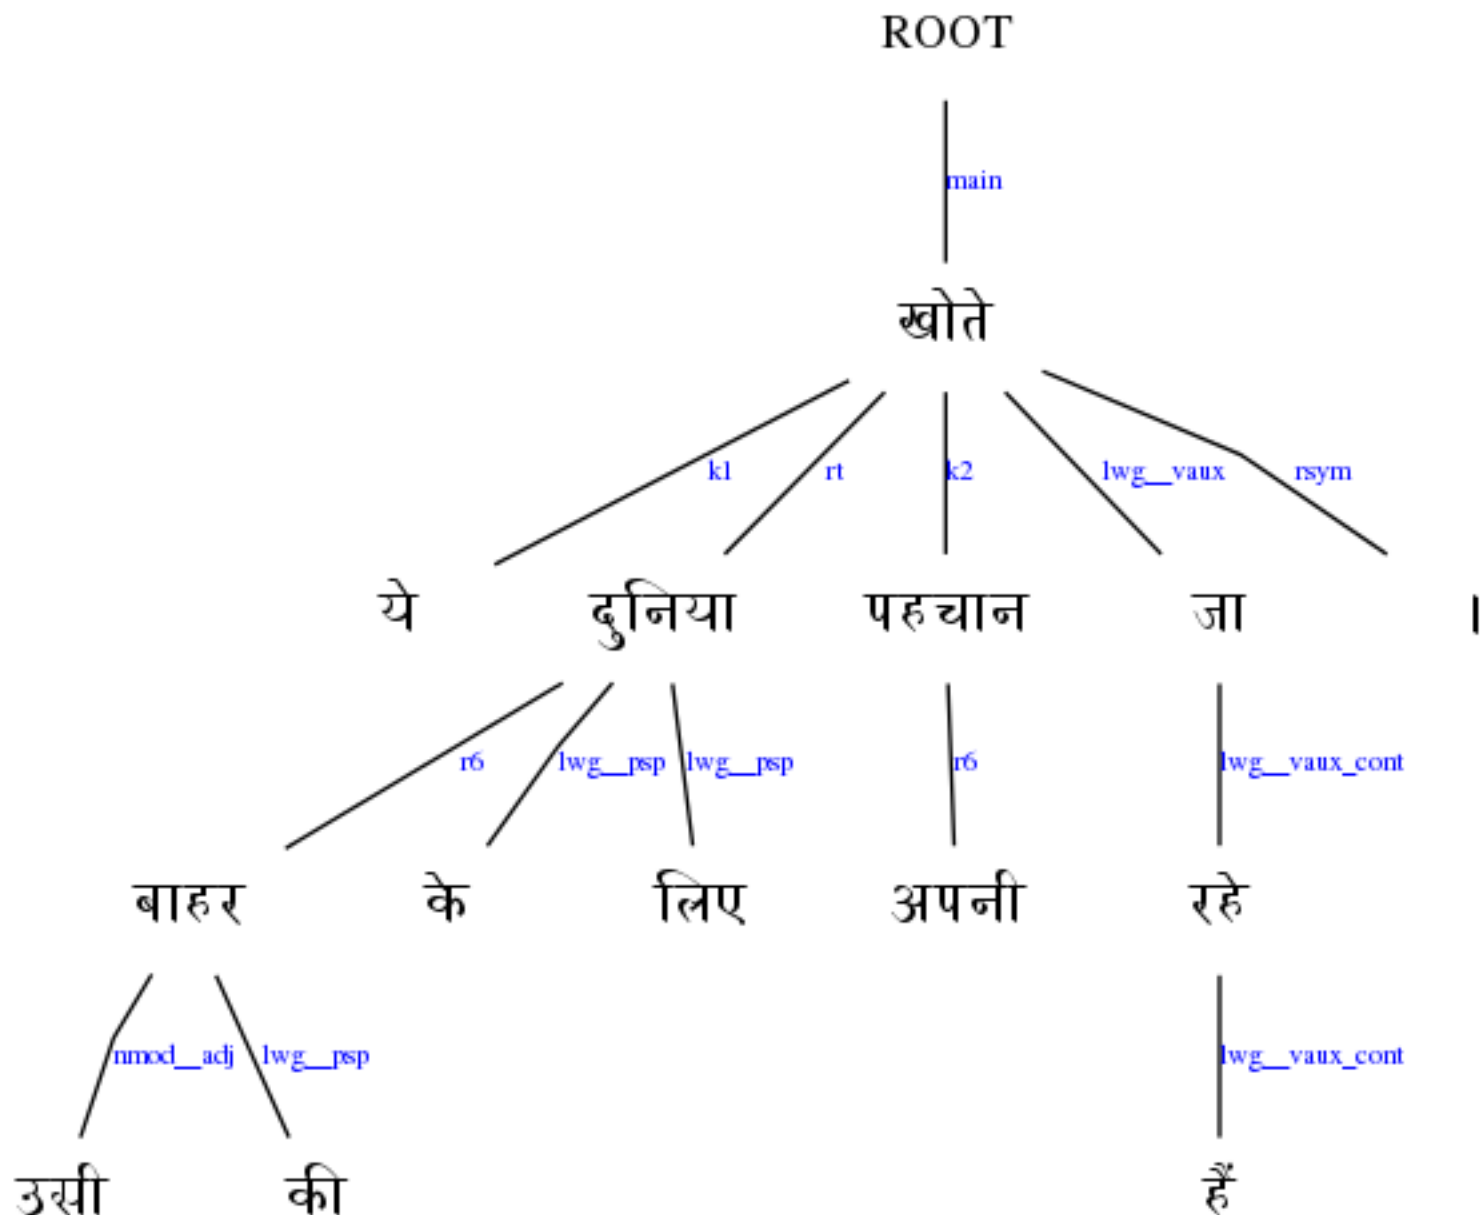 ROOT
main
खोते
k1 rt k2 lwg__vaux rsym
ये दुनिया पहचान जा ।
r6 lwg__psp lwg__psp r6 lwg__vaux_cont
बाहर के लिए अपनी रहे
nmod__adj lwg__psp lwg__vaux_cont
उसी की हैं